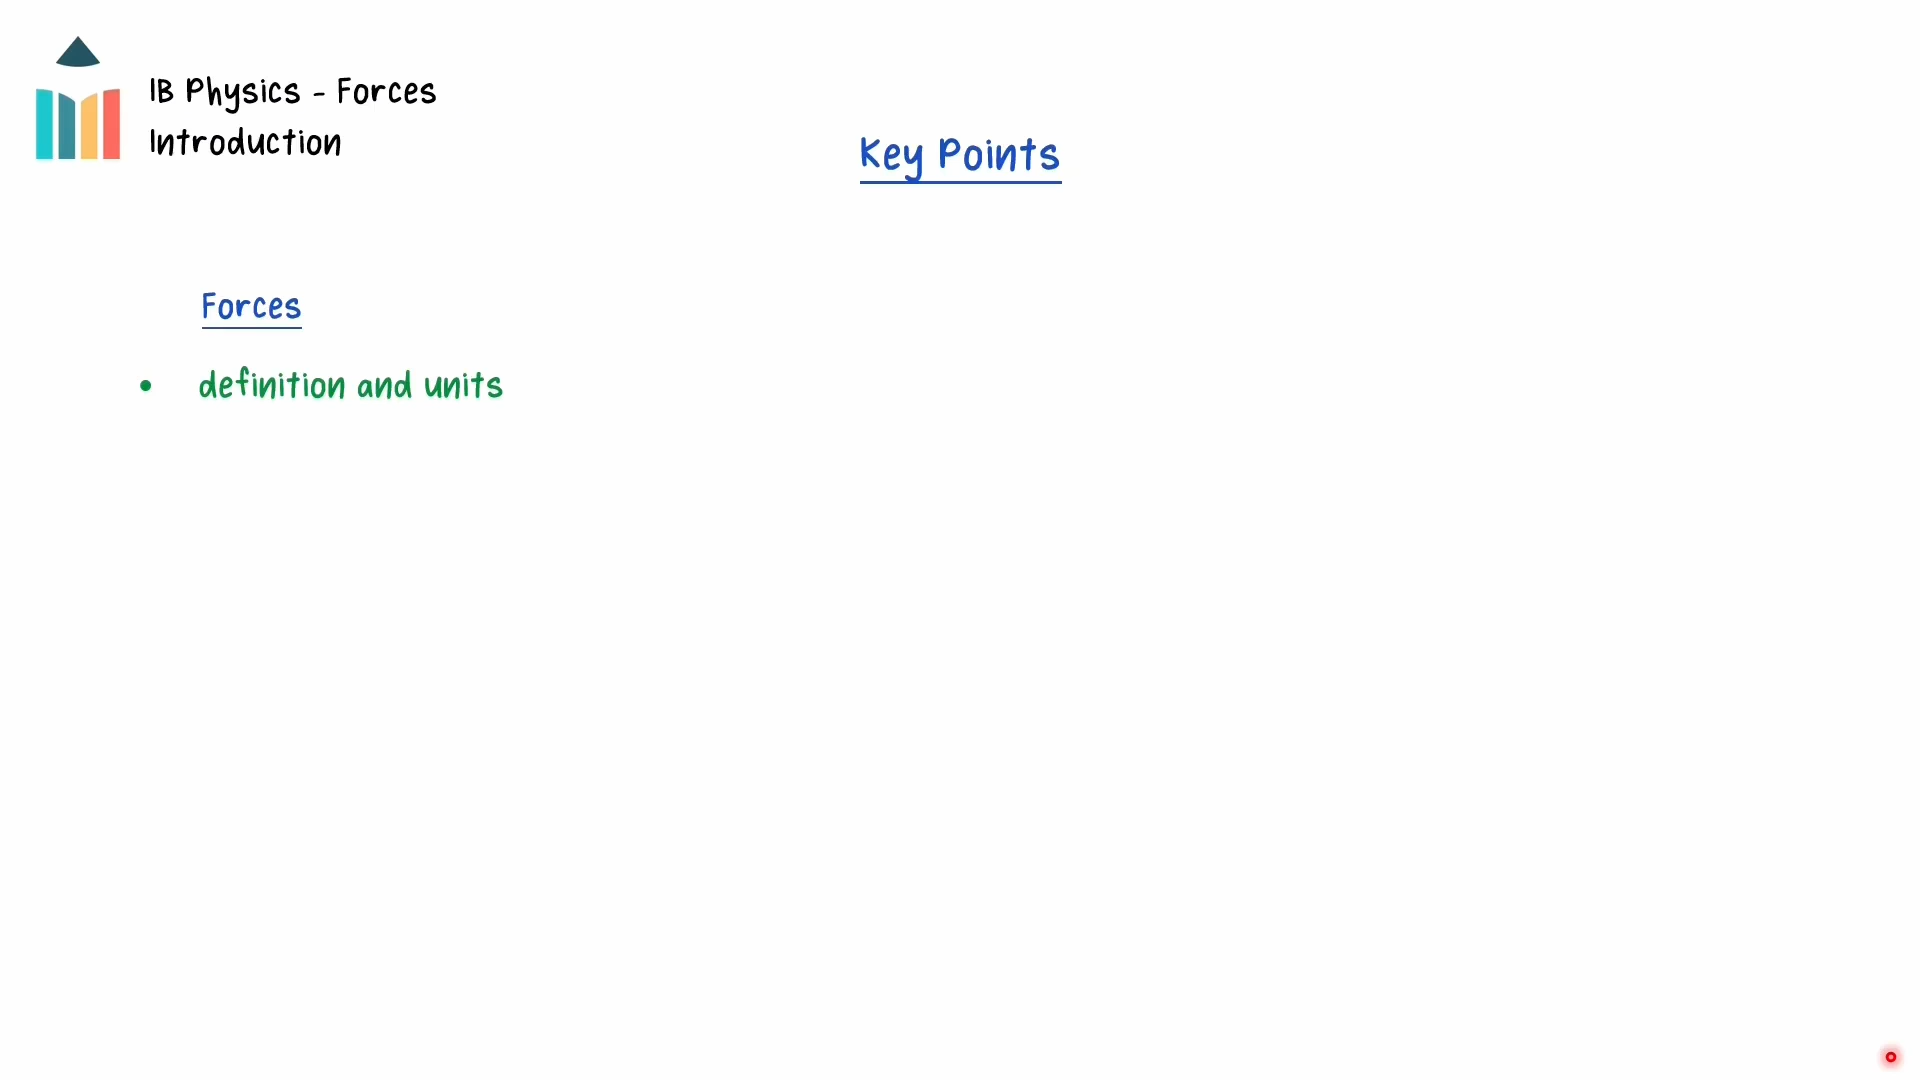 IB Physics - Forces
Introduction
Key Points
Forces
• definition and units